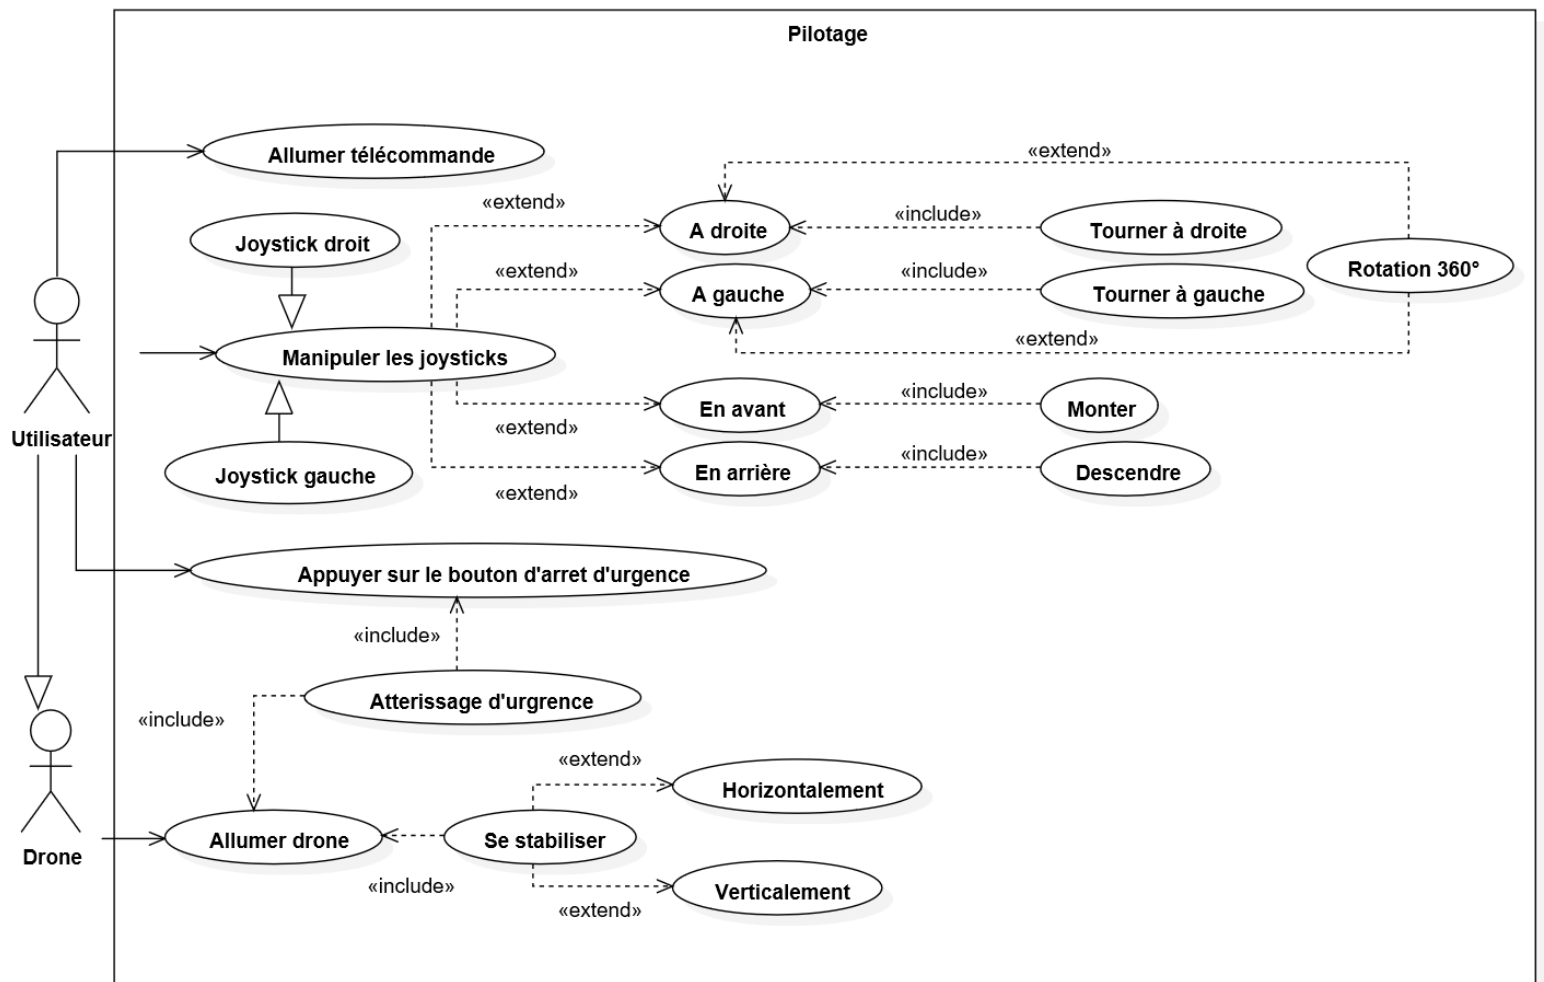 Pilotage
Allumer télécommande
«extend»
«extend»
A droite
«include»
Tourner à droite
Joystick droit
«extend»
A gauche
«include»
Tourner à gauche
Rotation 360°
«extend»
Manipuler les joysticks
«extend»
En avant
«include»
Monter
Utilisateur
Joystick gauche
«extend»
En arrière
«include»
Descendre
Appuyer sur le bouton d'arret d'urgence
«include»
Atterissage d'urgrence
«include»
«extend»
Horizontalement
Drone
Allumer drone
«include»
Se stabiliser
«extend»
Verticalement